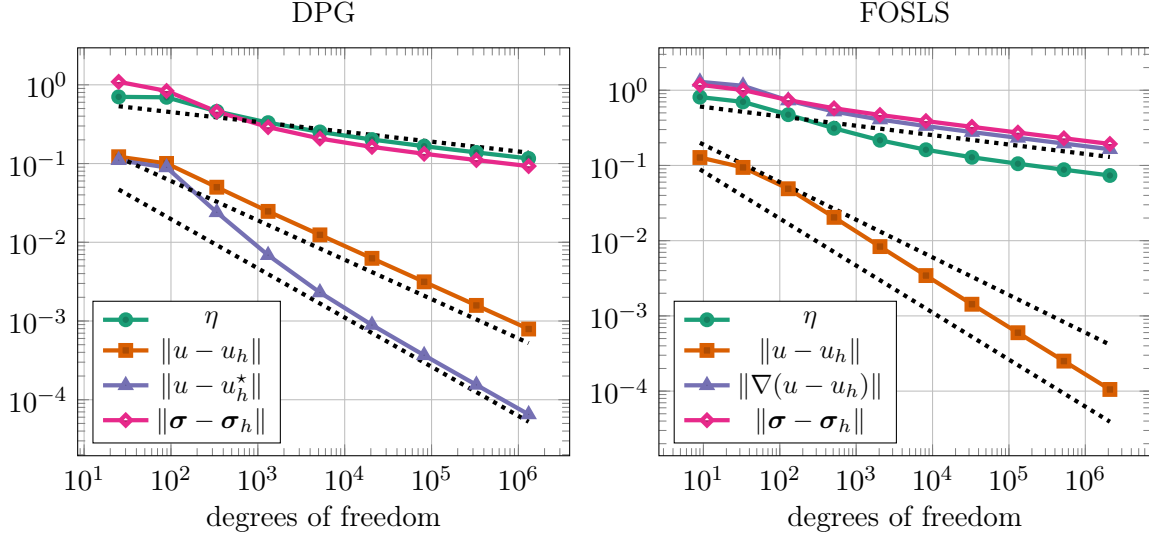 DPG
10^0
10^{-1}
10^{-2}
10^{-3}
10^{-4}
η
‖u − u_h‖
‖u − u_h^⋆‖
‖σ − σ_h‖
10^1 10^2 10^3 10^4 10^5 10^6
degrees of freedom
FOSLS
10^0
10^{-1}
10^{-2}
10^{-3}
10^{-4}
η
‖u − u_h‖
‖∇(u − u_h)‖
‖σ − σ_h‖
10^1 10^2 10^3 10^4 10^5 10^6
degrees of freedom